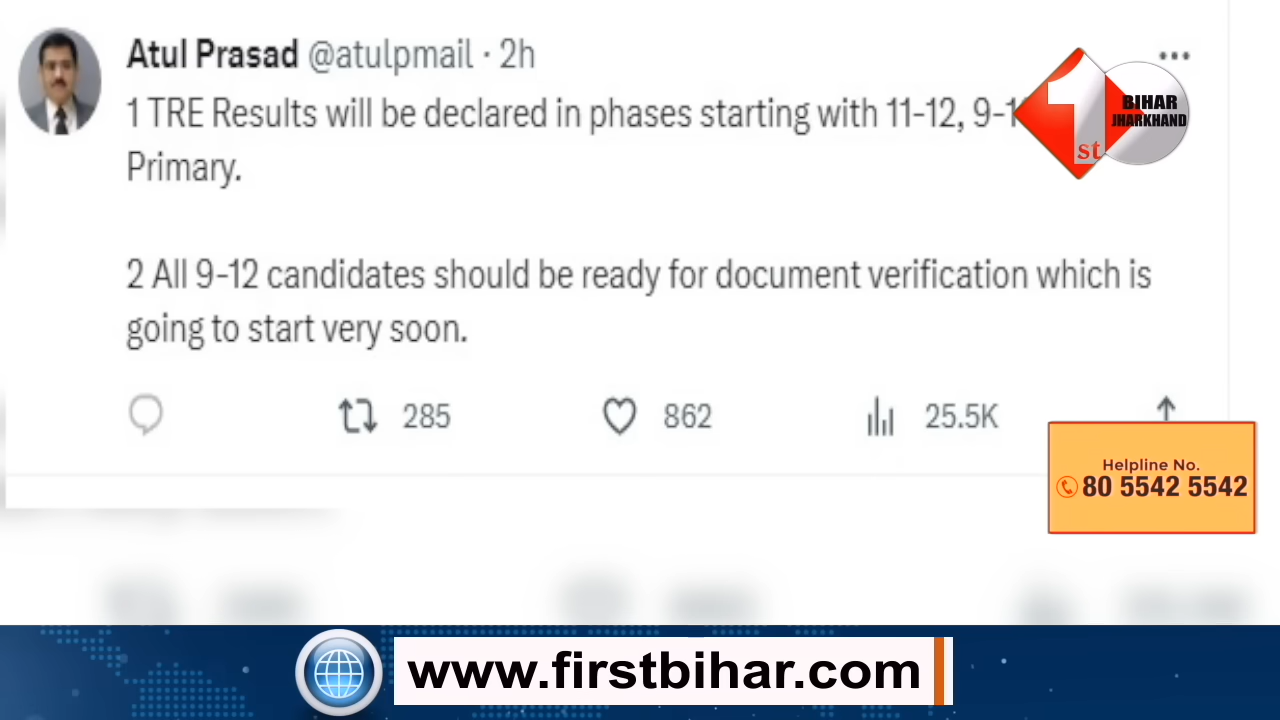 Atul Prasad @atulpmail · 2h
1 TRE Results will be declared in phases starting with 11-12, 9-1
Primary.
2 All 9-12 candidates should be ready for document verification which is
going to start very soon.
285 862 25.5K
1st
BIHAR
JHARKHAND
Helpline No.
80 5542 5542
www.firstbihar.com